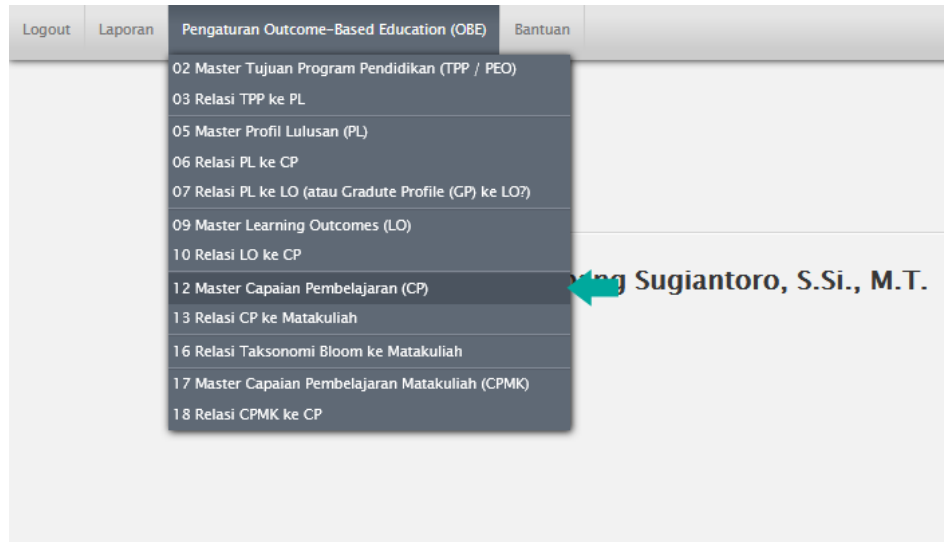 Logout Laporan Pengaturan Outcome-Based Education (OBE) Bantuan
02 Master Tujuan Program Pendidikan (TPP / PEO)
03 Relasi TPP ke PL
05 Master Profil Lulusan (PL)
06 Relasi PL ke CP
07 Relasi PL ke LO (atau Gradute Profile (GP) ke LO?)
09 Master Learning Outcomes (LO)
10 Relasi LO ke CP
12 Master Capaian Pembelajaran (CP)
Sugiantoro, S.Si., M.T.
13 Relasi CP ke Matakuliah
16 Relasi Taksonomi Bloom ke Matakuliah
17 Master Capaian Pembelajaran Matakuliah (CPMK)
18 Relasi CPMK ke CP